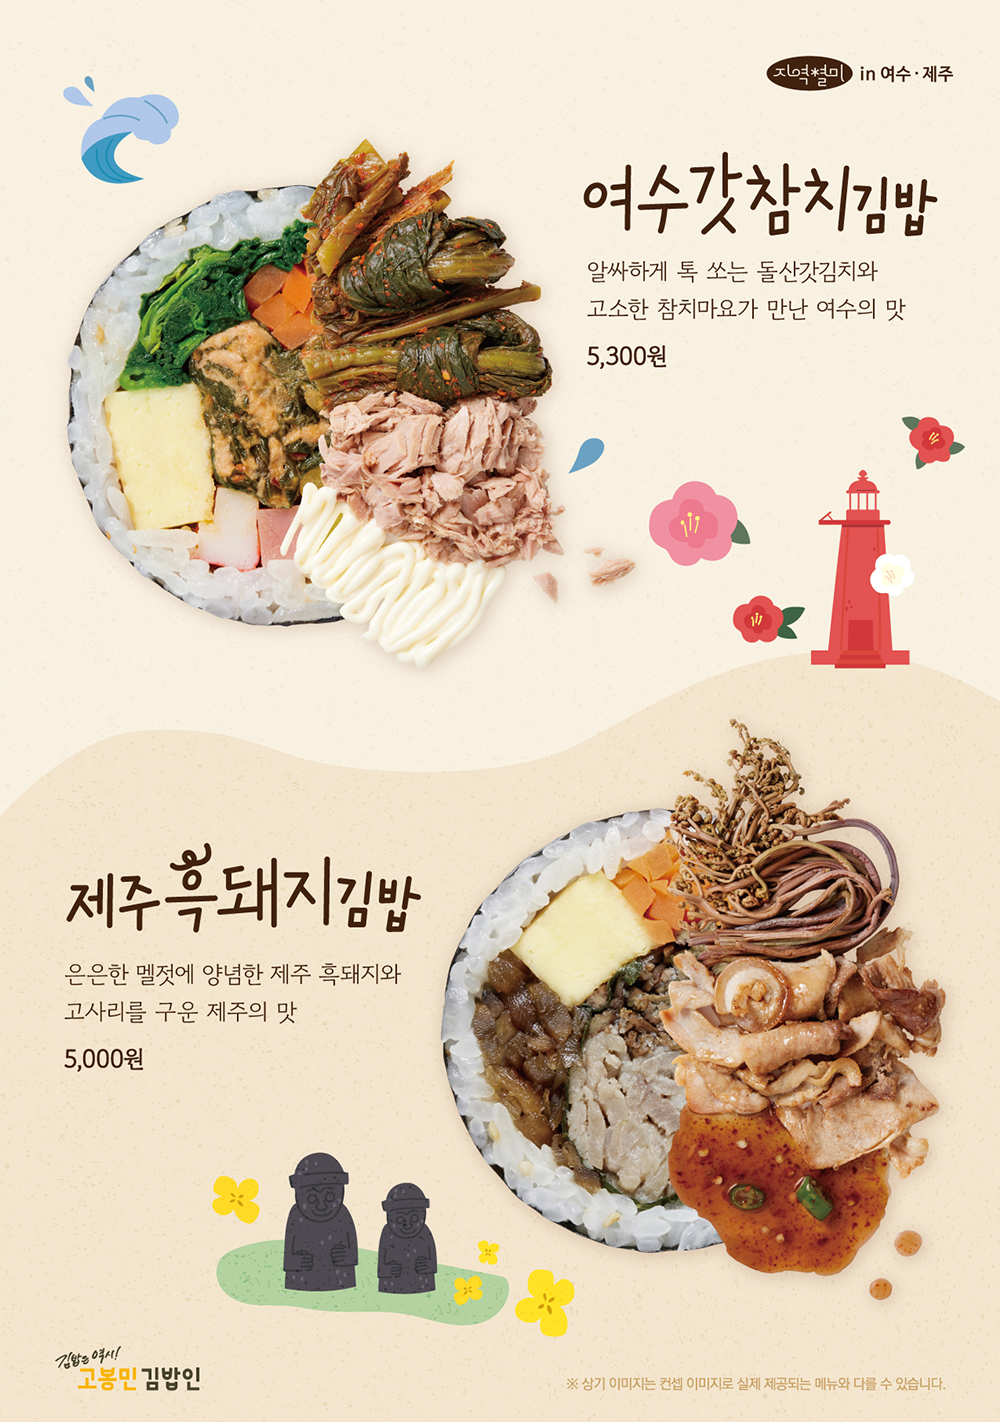 지역별미 in 여수 · 제주
여수갓참치김밥
알싸하게 톡 쏘는 돌산갓김치와
고소한 참치마요가 만난 여수의 맛
5,300원
제주흑돼지김밥
은은한 멜젓에 양념한 제주 흑돼지와
고사리를 구운 제주의 맛
5,000원
김밥은 역시!
고봉민김밥인
※ 상기 이미지는 컨셉 이미지로 실제 제공되는 메뉴와 다를 수 있습니다.